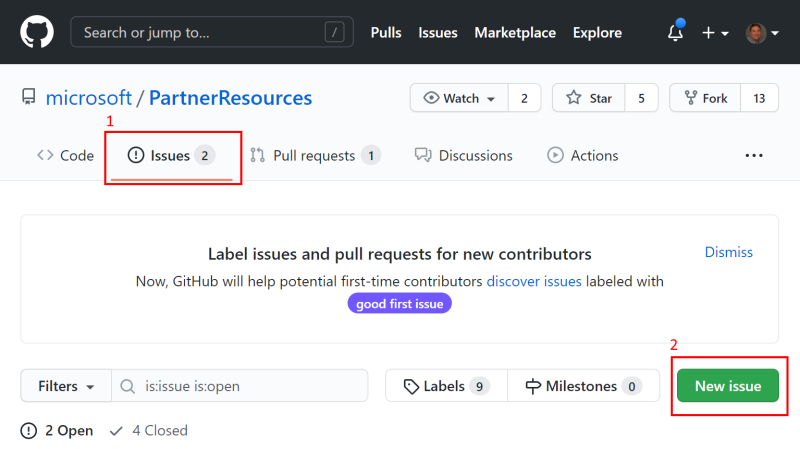 Search or jump to... / Pulls Issues Marketplace Explore
microsoft / PartnerResources Watch 2 Star 5 Fork 13
1
Code Issues 2 Pull requests 1 Discussions Actions ...
Label issues and pull requests for new contributors Dismiss
Now, GitHub will help potential first-time contributors discover issues labeled with
good first issue
2
Filters is:issue is:open Labels 9 Milestones 0 New issue
2 Open 4 Closed